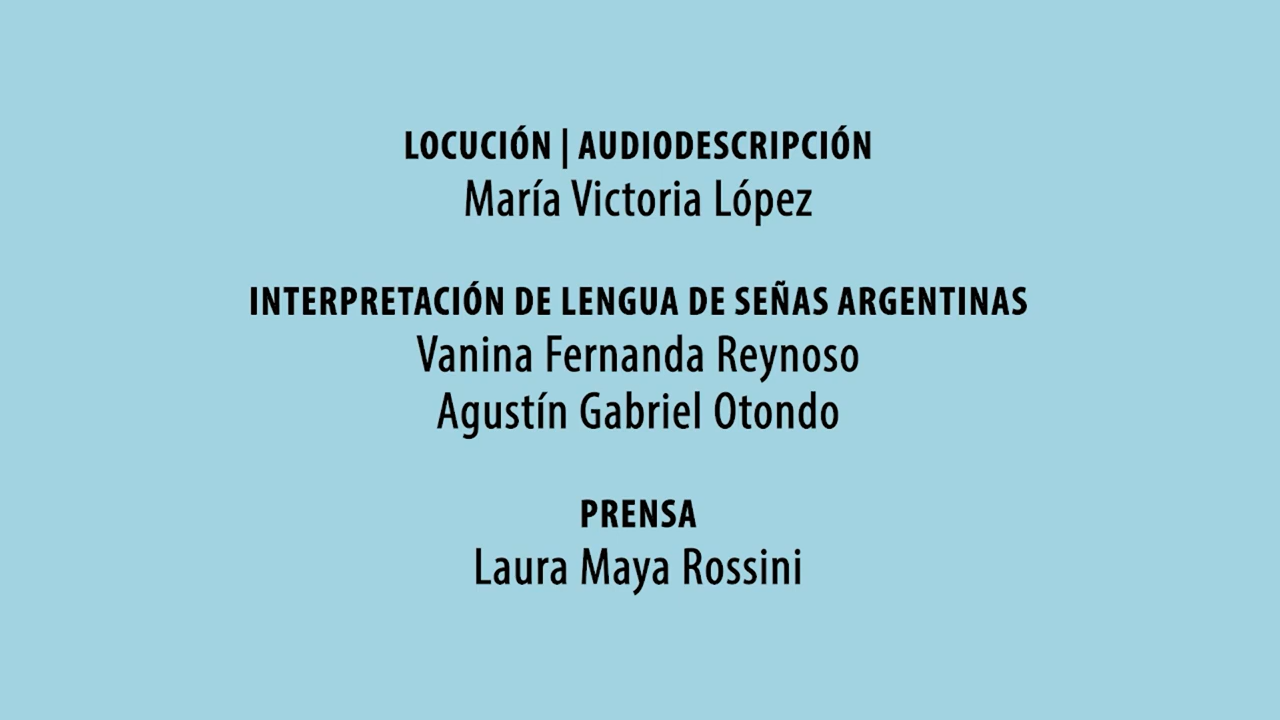 LOCUCIÓN | AUDIODESCRIPCIÓN
María Victoria López
INTERPRETACIÓN DE LENGUA DE SEÑAS ARGENTINAS
Vanina Fernanda Reynoso
Agustín Gabriel Otondo
PRENSA
Laura Maya Rossini